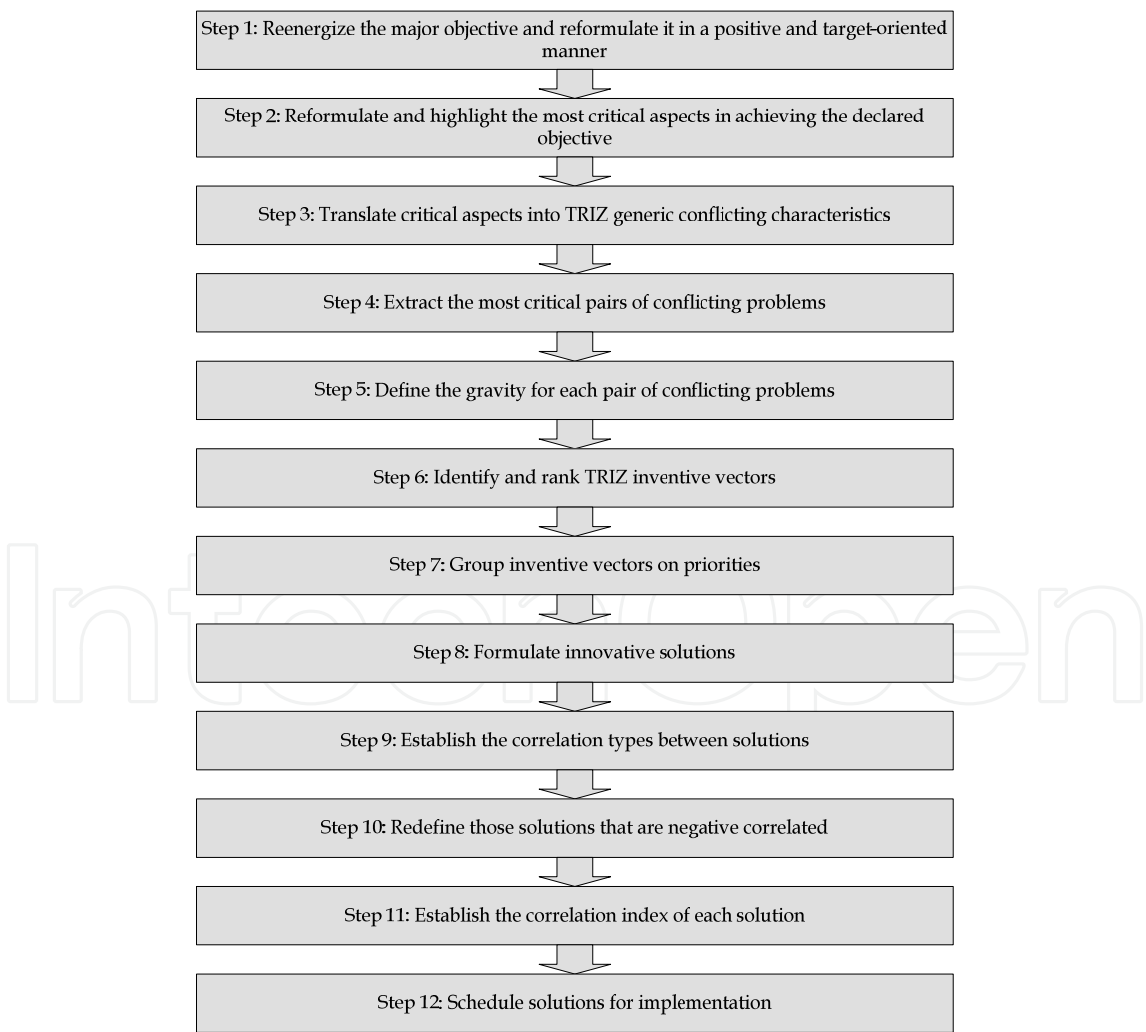 Step 1: Reenergize the major objective and reformulate it in a positive and target-oriented
manner
Step 2: Reformulate and highlight the most critical aspects in achieving the declared
objective
Step 3: Translate critical aspects into TRIZ generic conflicting characteristics
Step 4: Extract the most critical pairs of conflicting problems
Step 5: Define the gravity for each pair of conflicting problems
Step 6: Identify and rank TRIZ inventive vectors
Step 7: Group inventive vectors on priorities
IntechOpen
Step 8: Formulate innovative solutions
Step 9: Establish the correlation types between solutions
Step 10: Redefine those solutions that are negative correlated
Step 11: Establish the correlation index of each solution
Step 12: Schedule solutions for implementation